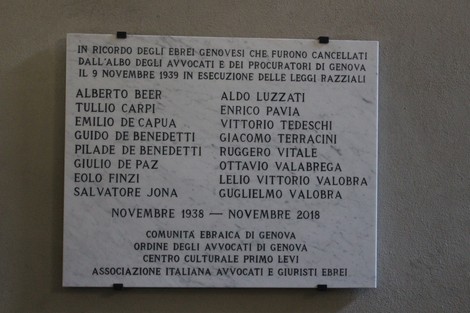 IN RICORDO DEGLI EBREI GENOVESI CHE FURONO CANCELLATI
DALL'ALBO DEGLI AVVOCATI E DEI PROCURATORI DI GENOVA
IL 9 NOVEMBRE 1939 IN ESECUZIONE DELLE LEGGI RAZZIALI
ALBERTO BEER
TULLIO CARPI
EMILIO DE CAPUA
GUIDO DE BENEDETTI
PILADE DE BENEDETTI
GIULIO DE PAZ
EOLO FINZI
SALVATORE JONA
ALDO LUZZATI
ENRICO PAVIA
VITTORIO TEDESCHI
GIACOMO TERRACINI
RUGGERO VITALE
OTTAVIO VALABREGA
LELIO VITTORIO VALOBRA
GUGLIELMO VALOBRA
NOVEMBRE 1938 — NOVEMBRE 2018
COMUNITÀ EBRAICA DI GENOVA
ORDINE DEGLI AVVOCATI DI GENOVA
CENTRO CULTURALE PRIMO LEVI
ASSOCIAZIONE ITALIANA AVVOCATI E GIURISTI EBREI